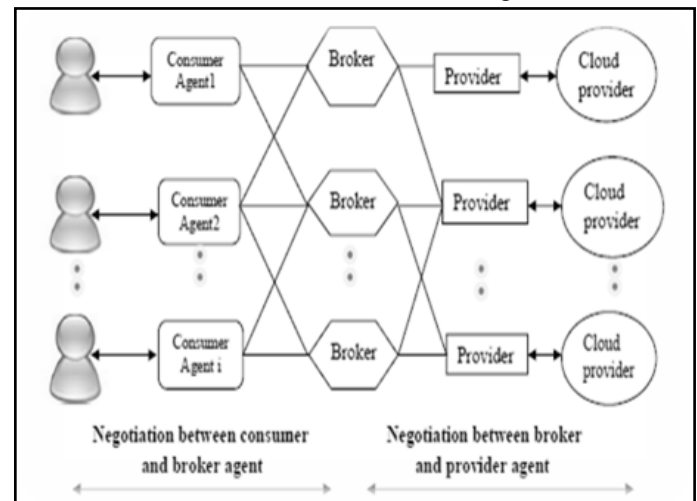 Consumer
Agent1
Broker
Provider
Cloud
provider
Consumer
Agent2
Broker
Provider
Cloud
provider
Consumer
Agent i
Broker
Provider
Cloud
provider
Negotiation between consumer
and broker agent
Negotiation between broker
and provider agent